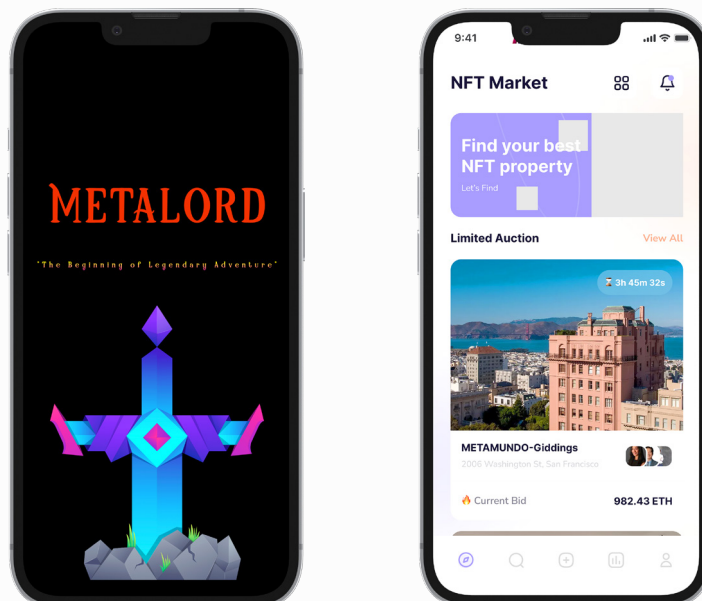 METALORD
"The Beginning of Legendary Adventure"
9:41
NFT Market
Find your best
NFT property
Let's Find
Limited Auction
View All
3h 45m 32s
METAMUNDO-Giddings
2006 Washington St, San Francisco
Current Bid
982.43 ETH